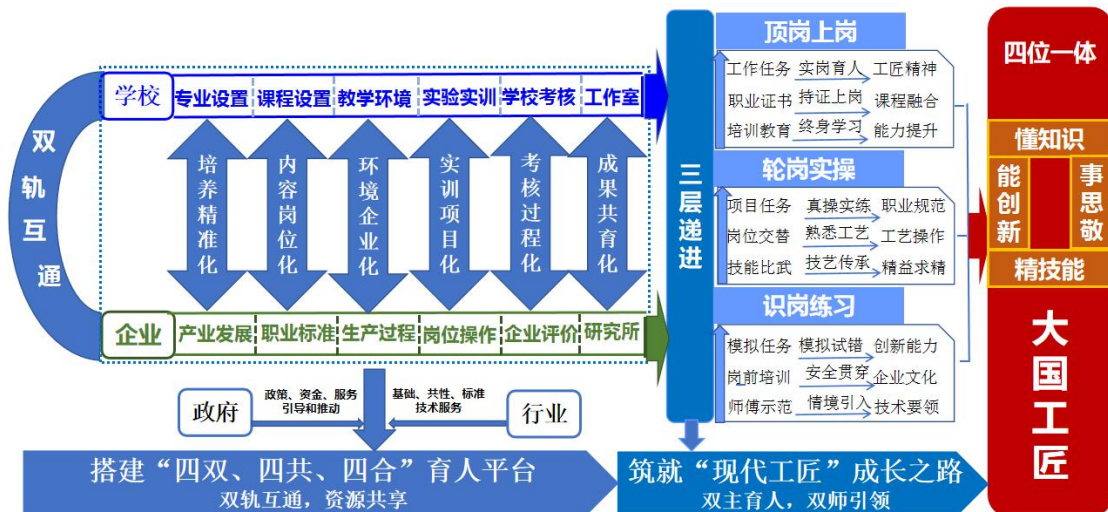 双轨互通
学校 专业设置 课程设置 教学环境 实验实训 学校考核 工作室
培养精准化
内容岗位化
环境企业化
实训项目化
考核过程化
成果共育化
企业 产业发展 职业标准 生产过程 岗位操作 企业评价 研究所
政府
政策、资金、服务
引导和推动
基础、共性、标准
技术服务
行业
搭建“四双、四共、四合”育人平台
双轨互通，资源共享
三层递进
顶岗上岗
工作任务 实岗育人 工匠精神
职业证书 持证上岗 课程融合
培训教育 终身学习 能力提升
轮岗实操
项目任务 真操实练 职业规范
岗位交替 熟悉工艺 工艺操作
技能比武 技艺传承 精益求精
识岗练习
模拟任务 模拟试错 创新能力
岗前培训 安全贯穿 企业文化
师傅示范 情境引入 技术要领
筑就“现代工匠”成长之路
双主育人，双师引领
四位一体
懂知识
能创新
事思敬
精技能
大国工匠